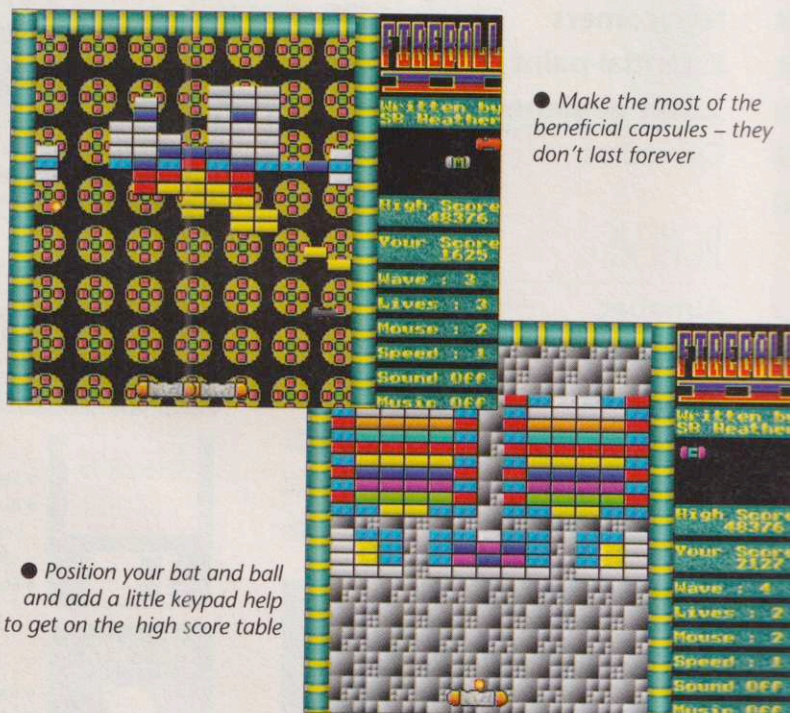 FIREBALL
Written by
SB Heather
High Score
48376
Your Score
1625
Wave : 3
Lives : 3
Mouse : 2
Speed : 1
Sound Off
Music Off
● Make the most of the
beneficial capsules – they
don't last forever
● Position your bat and ball
and add a little keypad help
to get on the high score table
FIREBALL
Written by
SB Heather
High Score
48376
Your Score
2127
Wave : 4
Lives : 2
Mouse : 2
Speed : 1
Sound Off
Music Off